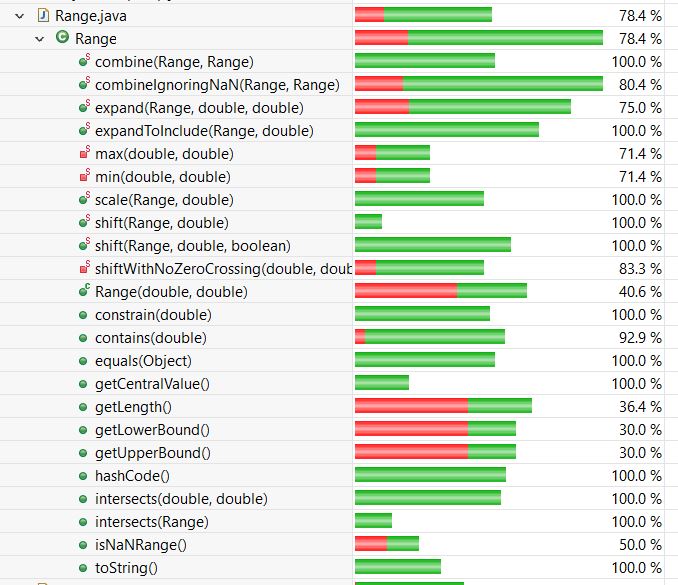 Range.java 78.4 %
Range 78.4 %
combine(Range, Range) 100.0 %
combineIgnoringNaN(Range, Range) 80.4 %
expand(Range, double, double) 75.0 %
expandToInclude(Range, double) 100.0 %
max(double, double) 71.4 %
min(double, double) 71.4 %
scale(Range, double) 100.0 %
shift(Range, double) 100.0 %
shift(Range, double, boolean) 100.0 %
shiftWithNoZeroCrossing(double, doub 83.3 %
Range(double, double) 40.6 %
constrain(double) 100.0 %
contains(double) 92.9 %
equals(Object) 100.0 %
getCentralValue() 100.0 %
getLength() 36.4 %
getLowerBound() 30.0 %
getUpperBound() 30.0 %
hashCode() 100.0 %
intersects(double, double) 100.0 %
intersects(Range) 100.0 %
isNaNRange() 50.0 %
toString() 100.0 %